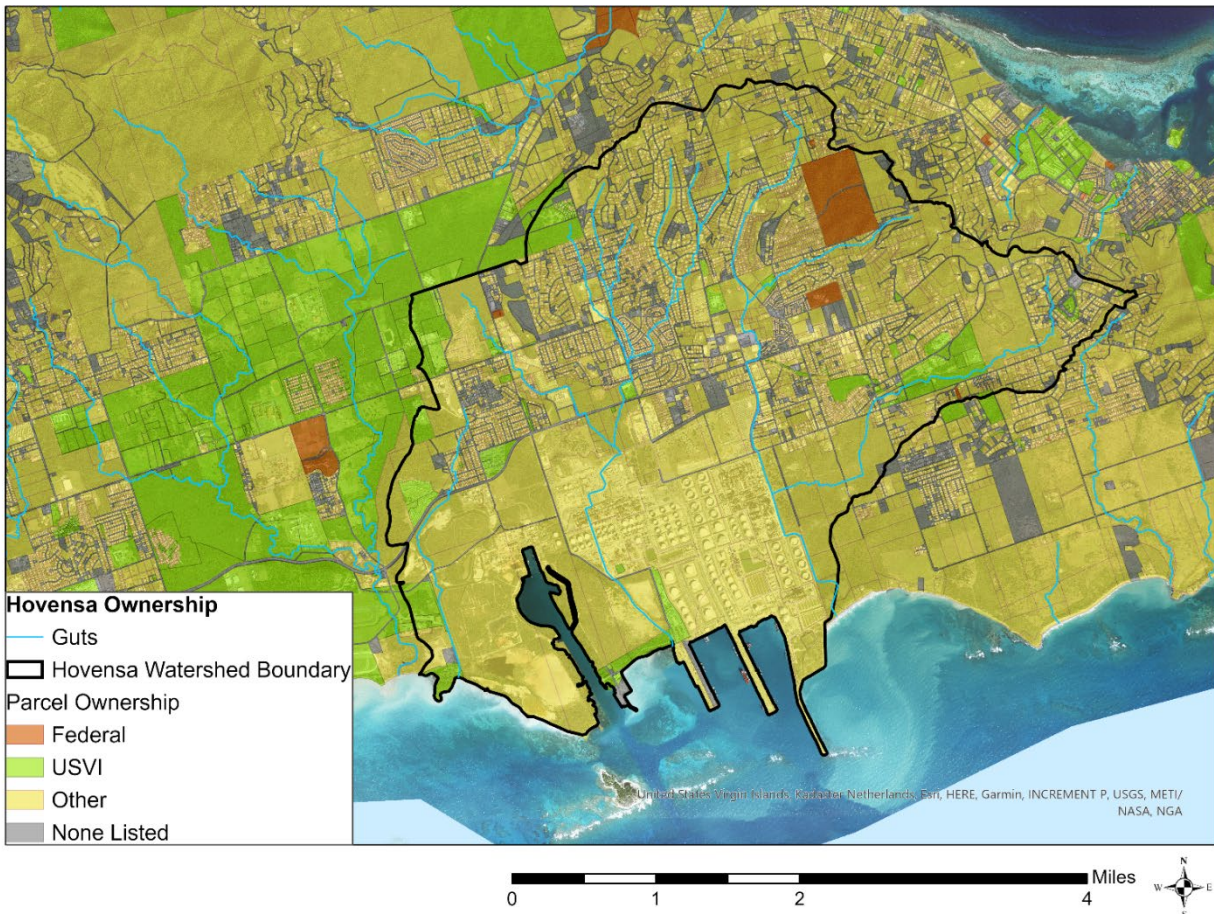 Hovensa Ownership
Guts
Hovensa Watershed Boundary
Parcel Ownership
Federal
USVI
Other
None Listed
United States Virgin Islands, Kadaster Netherlands, Esri, HERE, Garmin, INCREMENT P, USGS, METI/
NASA, NGA
Miles
0 1 2 4
N
W E
S